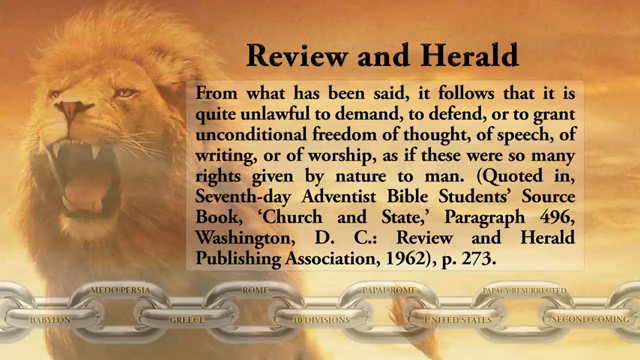 Review and Herald
From what has been said, it follows that it is
quite unlawful to demand, to defend, or to grant
unconditional freedom of thought, of speech, of
writing, or of worship, as if these were so many
rights given by nature to man. (Quoted in,
Seventh-day Adventist Bible Students’ Source
Book, ‘Church and State,’ Paragraph 496,
Washington, D. C.: Review and Herald
Publishing Association, 1962), p. 273.
MEDO-PERSIA ROME PAPAL ROME PAPACY RESURRECTED
BABYLON GREECE 10 DIVISIONS UNITED STATES SECOND COMING